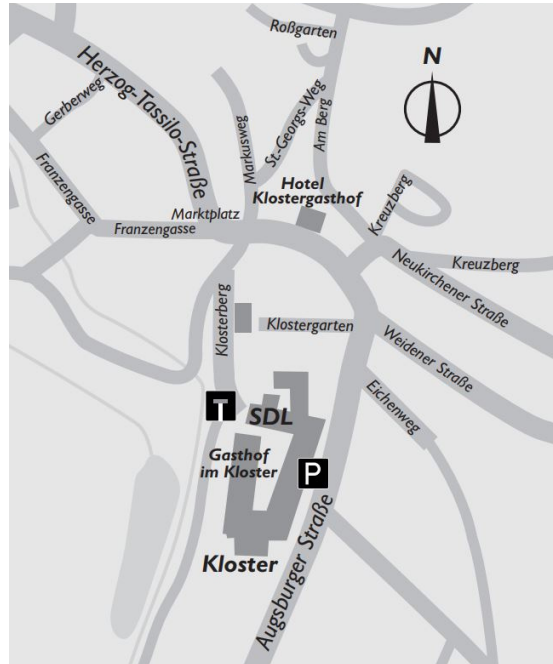 Roßgarten
N
Herzog-Tassilo-Straße
Gerberweg
St-Georgs-Weg
Am Berg
Markusweg
Franzengasse
Hotel
Klostergasthof
Kreuzberg
Marktplatz
Franzengasse
Kreuzberg
Neukirchener Straße
Klosterberg
Klostergarten
Weidener Straße
Eichenweg
T
SDL
Gasthof
im Kloster
P
Kloster
Augsburger Straße